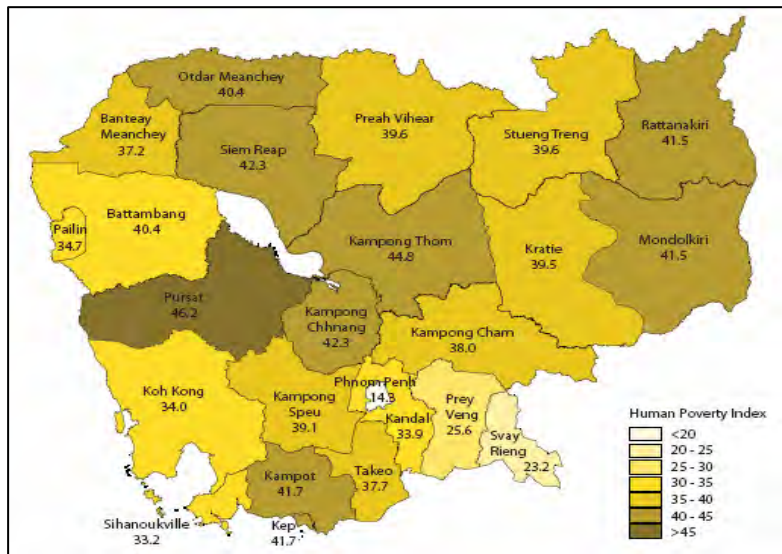 Otdar Meanchey
40.4
Banteay
Meanchey
37.2
Siem Reap
42.3
Preah Vihear
39.6
Stueng Treng
39.6
Rattanakiri
41.5
Battambang
40.4
Pailin
34.7
Kampong Thom
44.8
Kratie
39.5
Mondolkiri
41.5
Pursat
46.2
Kampong
Chhnang
42.3
Kampong Cham
38.0
Koh Kong
34.0
Kampong
Speu
39.1
Phnom Penh
14.3
Kandal
33.9
Prey
Veng
25.6
Svay
Rieng
23.2
Kampot
41.7
Takeo
37.7
Sihanoukville
33.2
Kep
41.7
Human Poverty Index
<20
20 - 25
25 - 30
30 - 35
35 - 40
40 - 45
>45